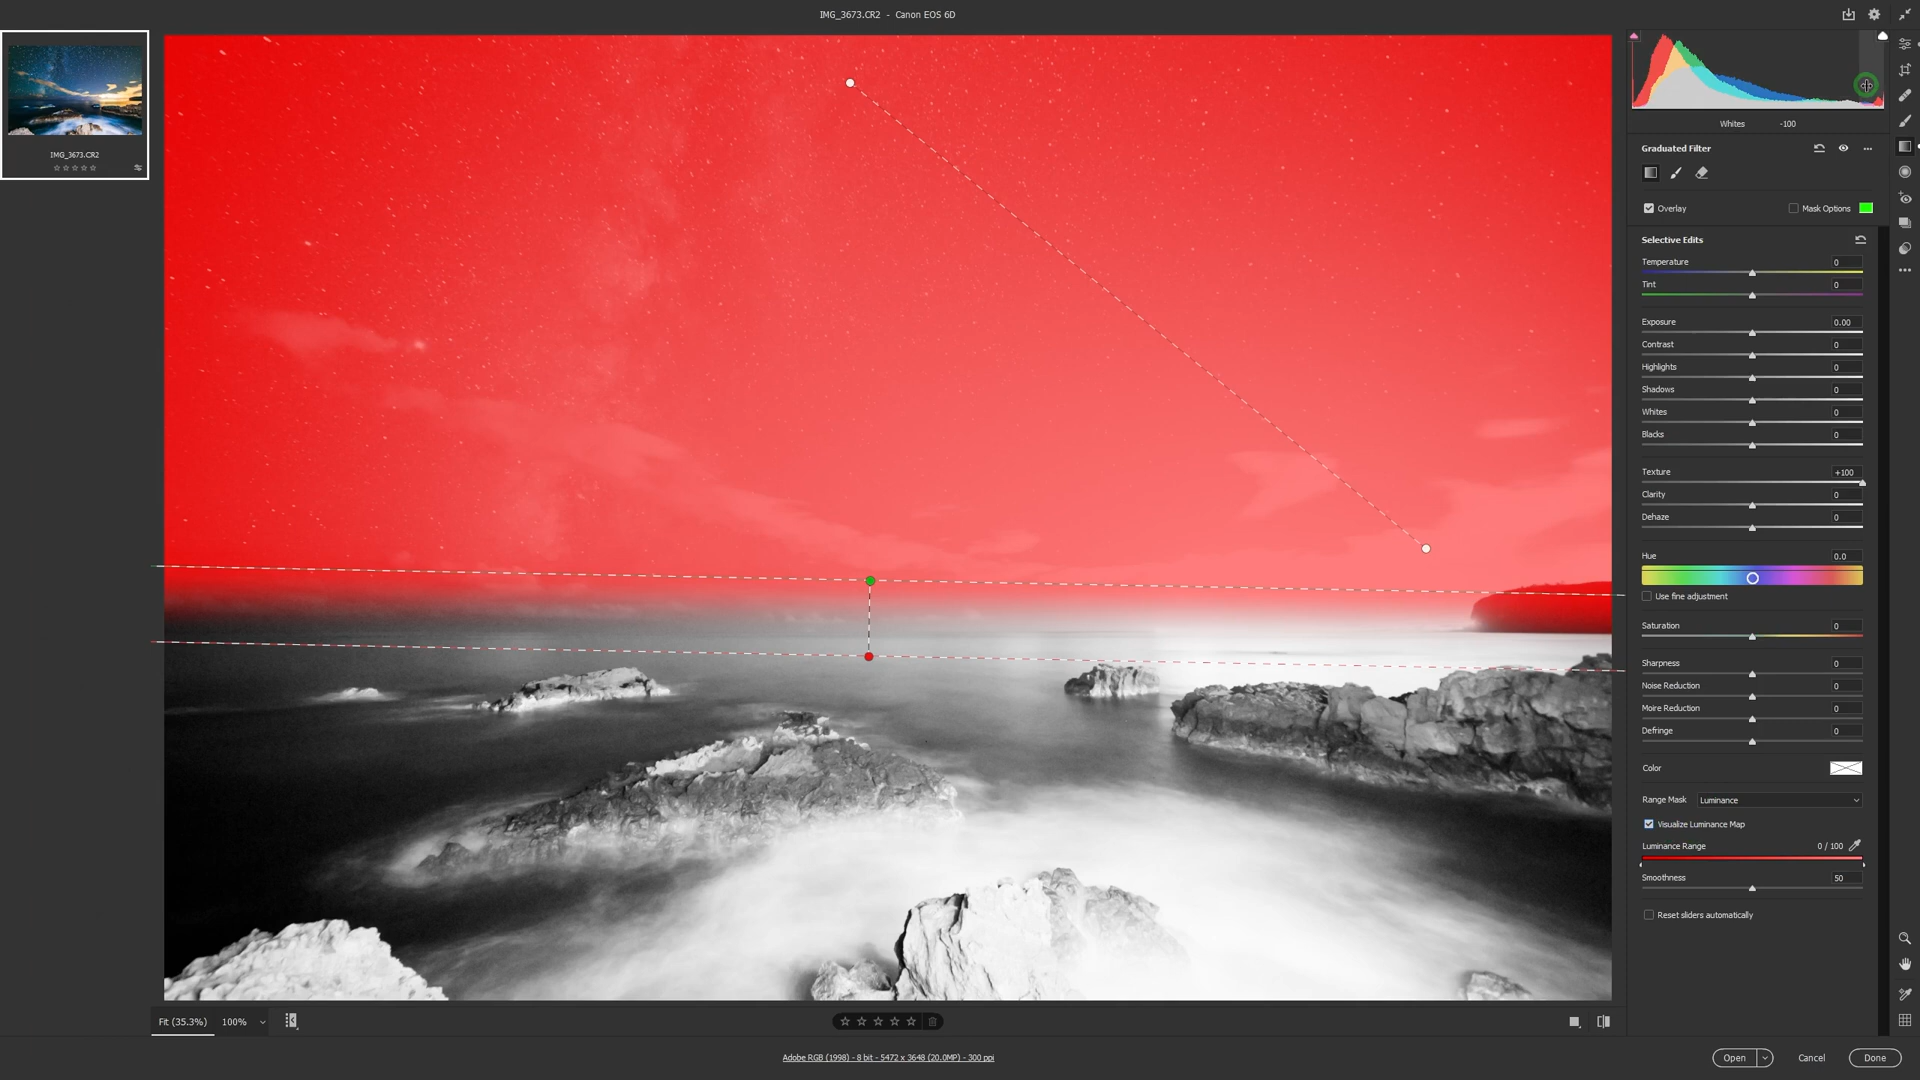 IMG_3673.CR2 - Canon EOS 6D
IMG_3673.CR2
Whites -100
Graduated Filter
Overlay Mask Options
Selective Edits
Temperature 0
Tint 0
Exposure 0.00
Contrast 0
Highlights 0
Shadows 0
Whites 0
Blacks 0
Texture +100
Clarity 0
Dehaze 0
Hue 0.0
Use fine adjustment
Saturation 0
Sharpness 0
Noise Reduction 0
Moire Reduction 0
Defringe 0
Color
Range Mask Luminance
Visualize Luminance Map
Luminance Range 0 / 100
Smoothness 50
Reset sliders automatically
Fit (35.3%) 100%
Adobe RGB (1998) - 8 bit - 5472 x 3648 (20.0MP) - 300 ppi
Open Cancel Done